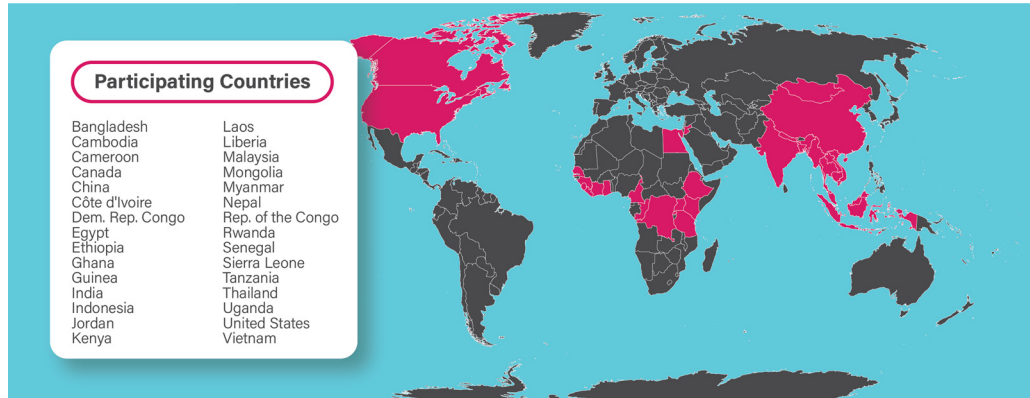 Participating Countries
Bangladesh
Cambodia
Cameroon
Canada
China
Côte d'Ivoire
Dem. Rep. Congo
Egypt
Ethiopia
Ghana
Guinea
India
Indonesia
Jordan
Kenya
Laos
Liberia
Malaysia
Mongolia
Myanmar
Nepal
Rep. of the Congo
Rwanda
Senegal
Sierra Leone
Tanzania
Thailand
Uganda
United States
Vietnam